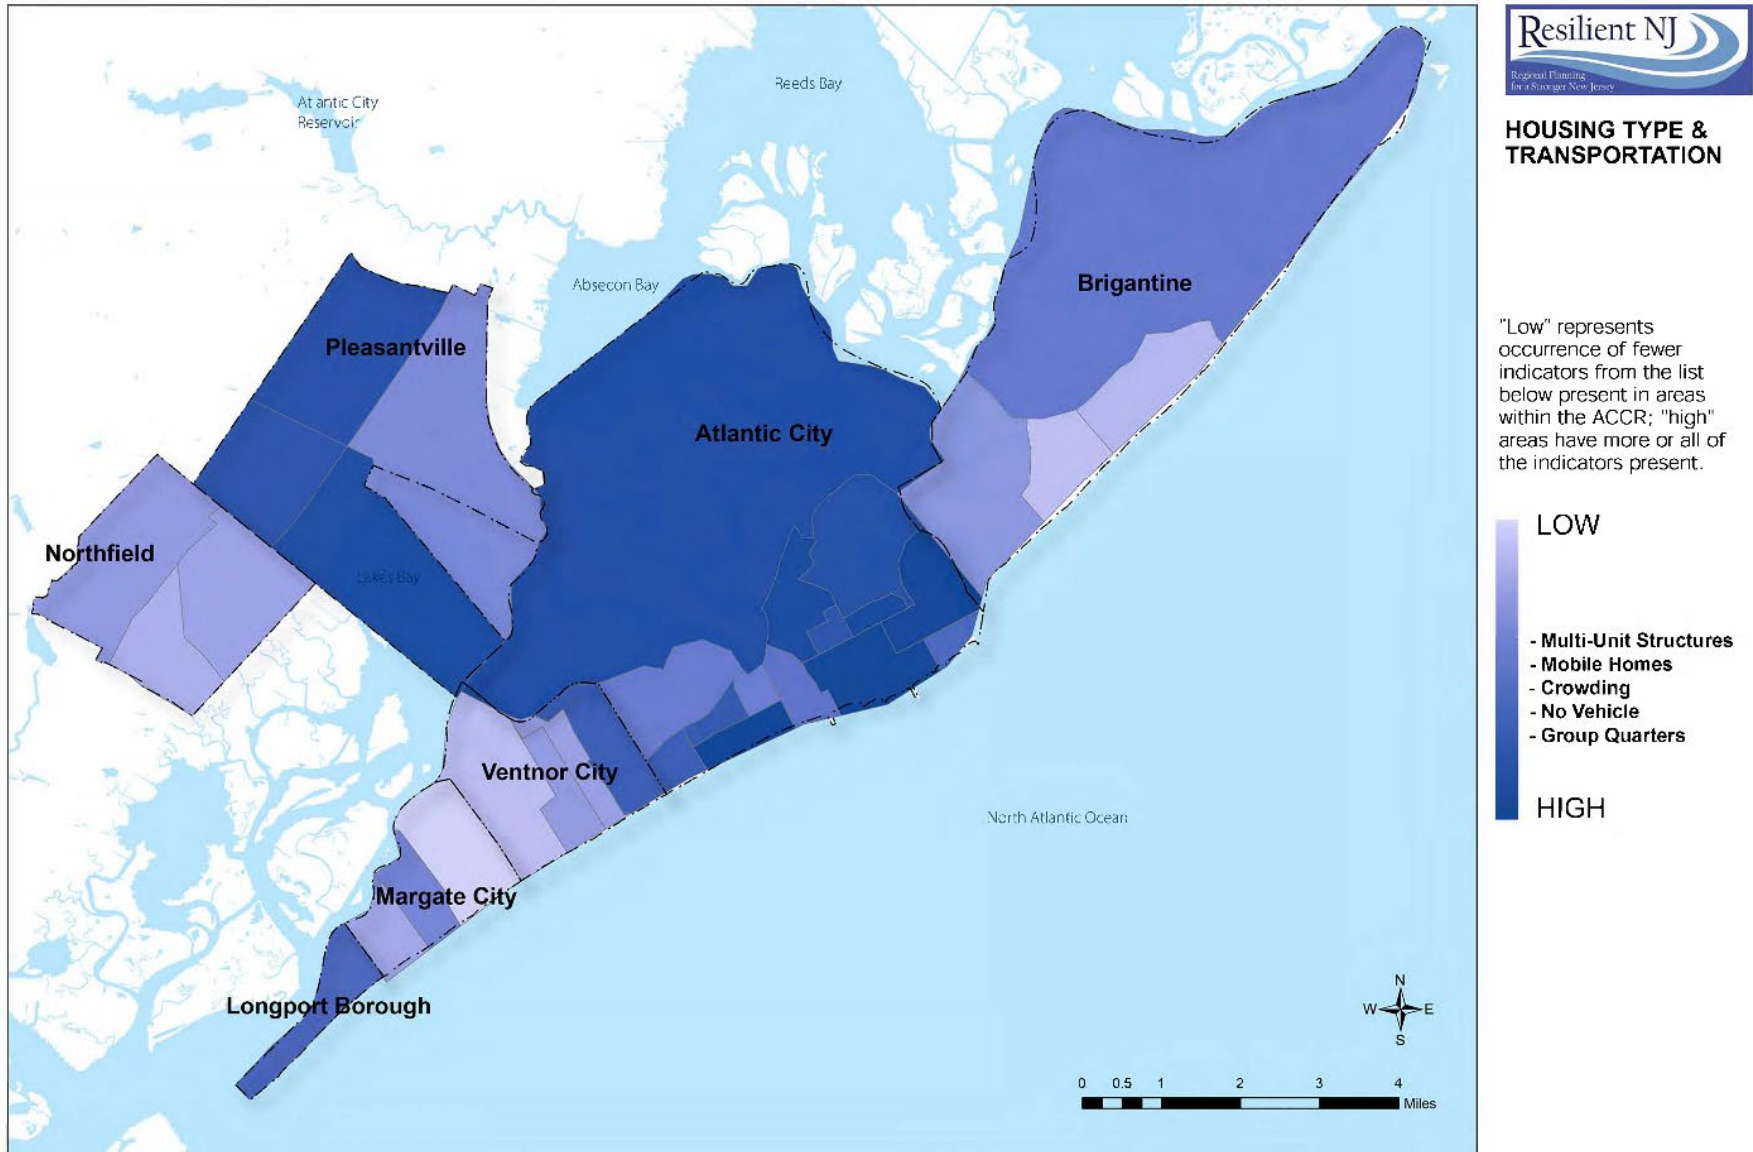 Resilient NJ
Regional Planning
for a Stronger New Jersey
HOUSING TYPE &
TRANSPORTATION
"Low" represents
occurrence of fewer
indicators from the list
below present in areas
within the ACCR; "high"
areas have more or all of
the indicators present.
LOW
- Multi-Unit Structures
- Mobile Homes
- Crowding
- No Vehicle
- Group Quarters
HIGH
Reeds Bay
At antic City
Reservoir
Absecon Bay
Brigantine
Pleasantville
Atlantic City
Northfield
Lakes Bay
Ventnor City
North Atlantic Ocean
Margate City
Longport Borough
N
W E
S
0 0.5 1 2 3 4
Miles